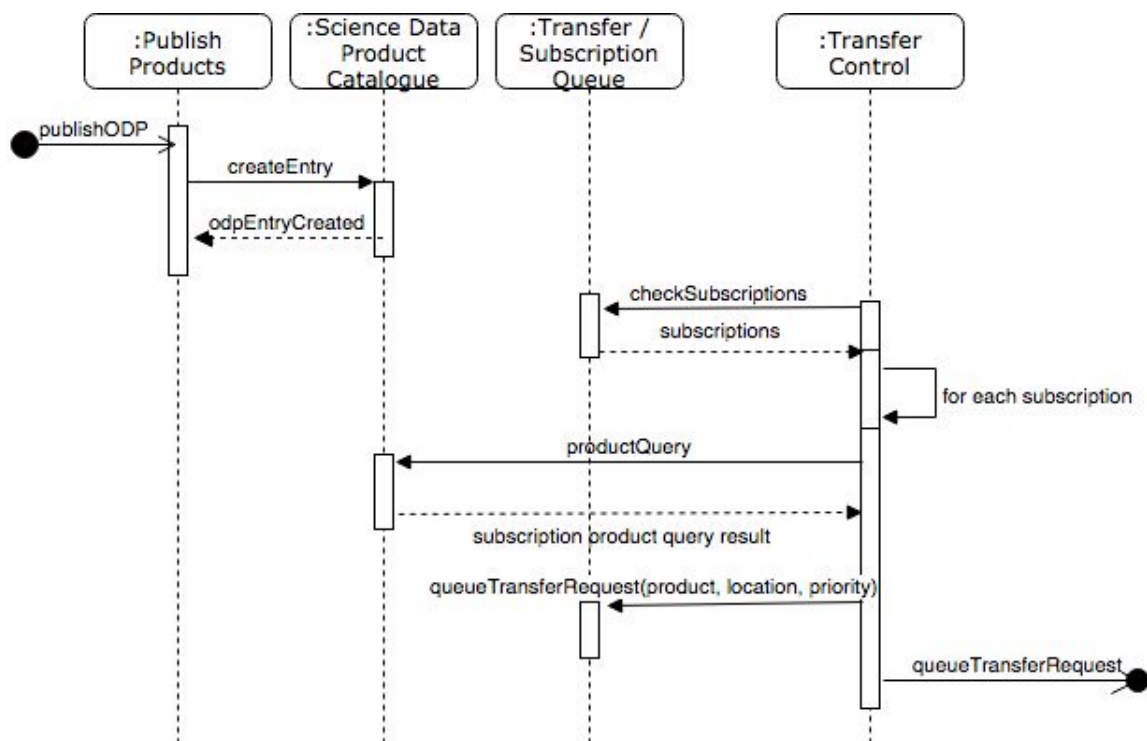 :Publish
Products
:Science Data
Product
Catalogue
:Transfer /
Subscription
Queue
:Transfer
Control
publishODP
createEntry
odpEntryCreated
checkSubscriptions
subscriptions
for each subscription
productQuery
subscription product query result
queueTransferRequest(product, location, priority)
queueTransferRequest